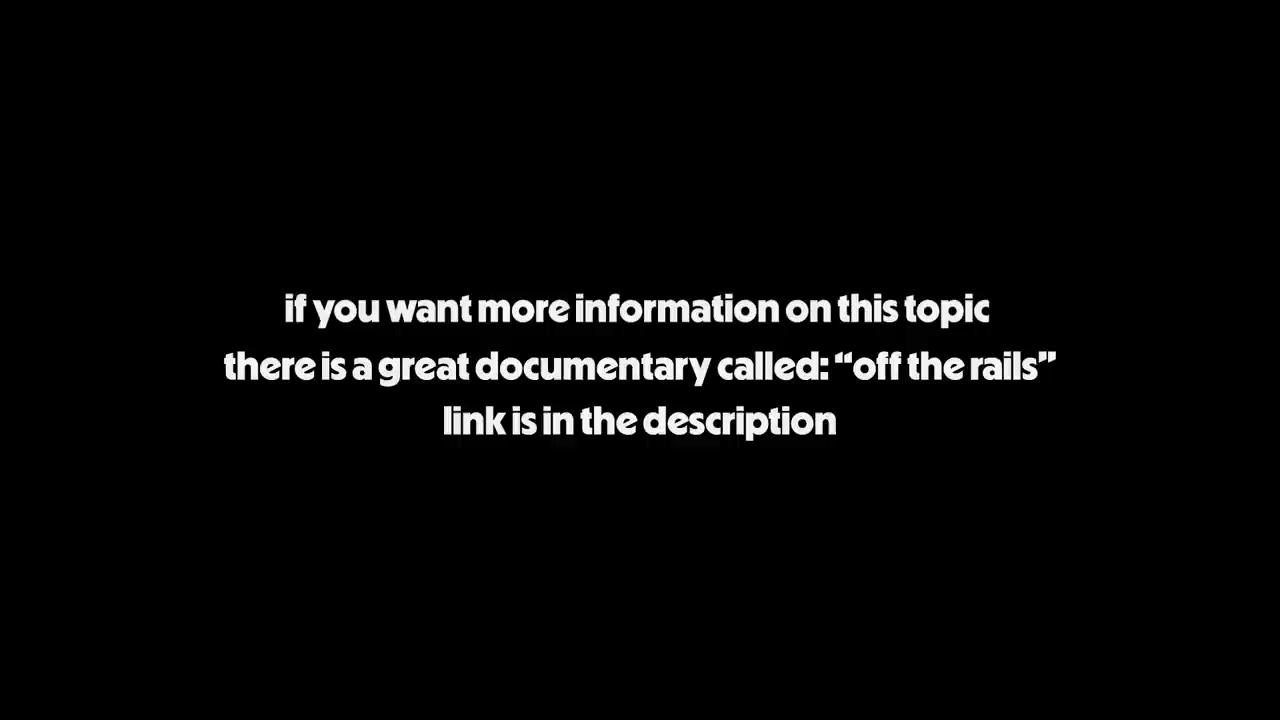 if you want more information on this topic
there is a great documentary called: “off the rails”
link is in the description